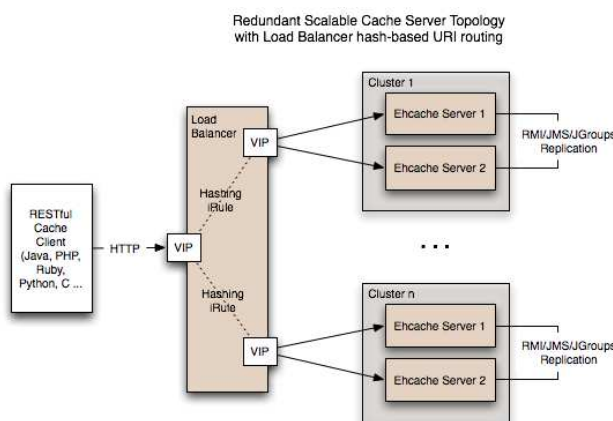 Redundant Scalable Cache Server Topology
with Load Balancer hash-based URI routing
Cluster 1
Load
Balancer
VIP
Ehcache Server 1
Ehcache Server 2
RMI/JMS/JGroups
Replication
Hashing
iRule
RESTful
Cache
Client
(Java, PHP,
Ruby,
Python, C ...
HTTP
VIP
...
Hashing
iRule
VIP
Cluster n
Ehcache Server 1
Ehcache Server 2
RMI/JMS/JGroups
Replication